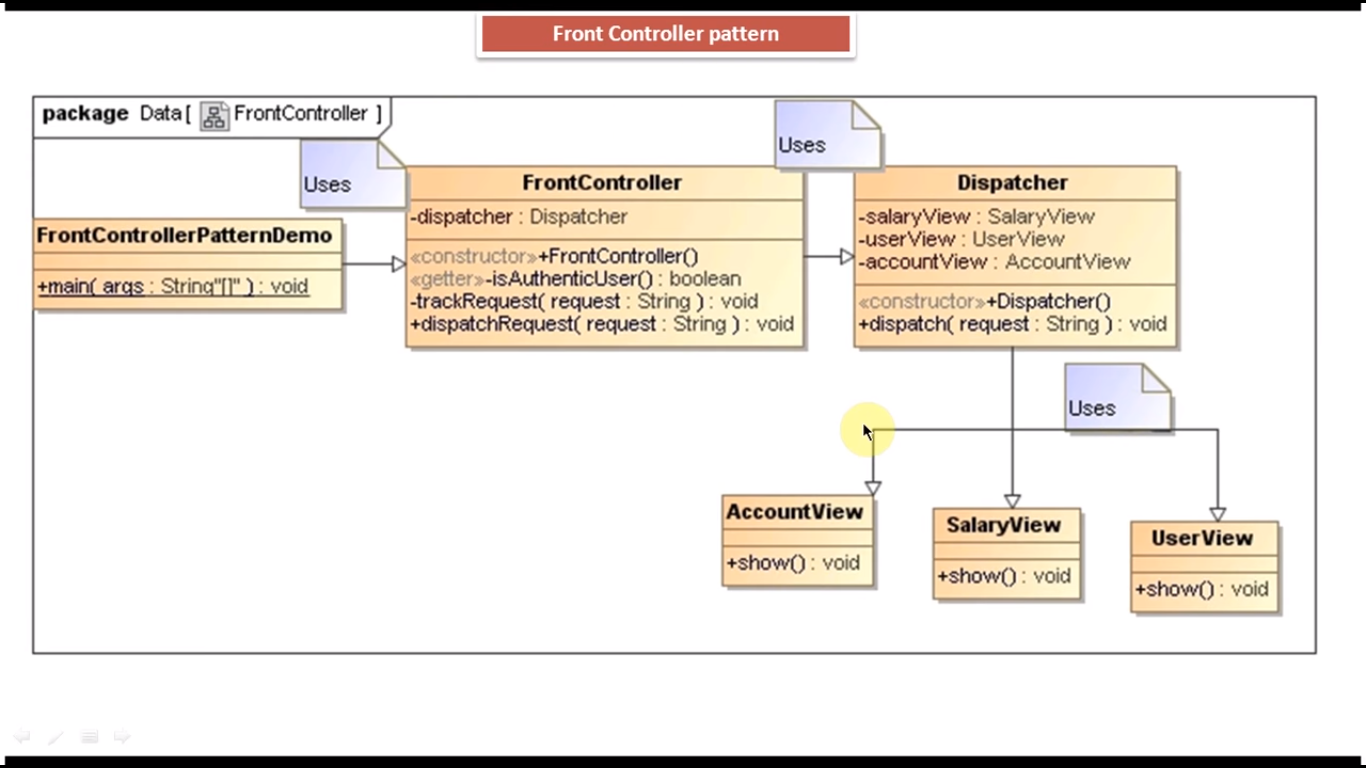 Front Controller pattern
package Data[ FrontController ]
Uses
Uses
FrontController
-dispatcher : Dispatcher
«constructor»+FrontController()
«getter»-isAuthenticUser() : boolean
-trackRequest( request : String ) : void
+dispatchRequest( request : String ) : void
Dispatcher
-salaryView : SalaryView
-userView : UserView
-accountView : AccountView
«constructor»+Dispatcher()
+dispatch( request : String ) : void
FrontControllerPatternDemo
+main( args : String"[]" ) : void
Uses
AccountView
+show() : void
SalaryView
+show() : void
UserView
+show() : void